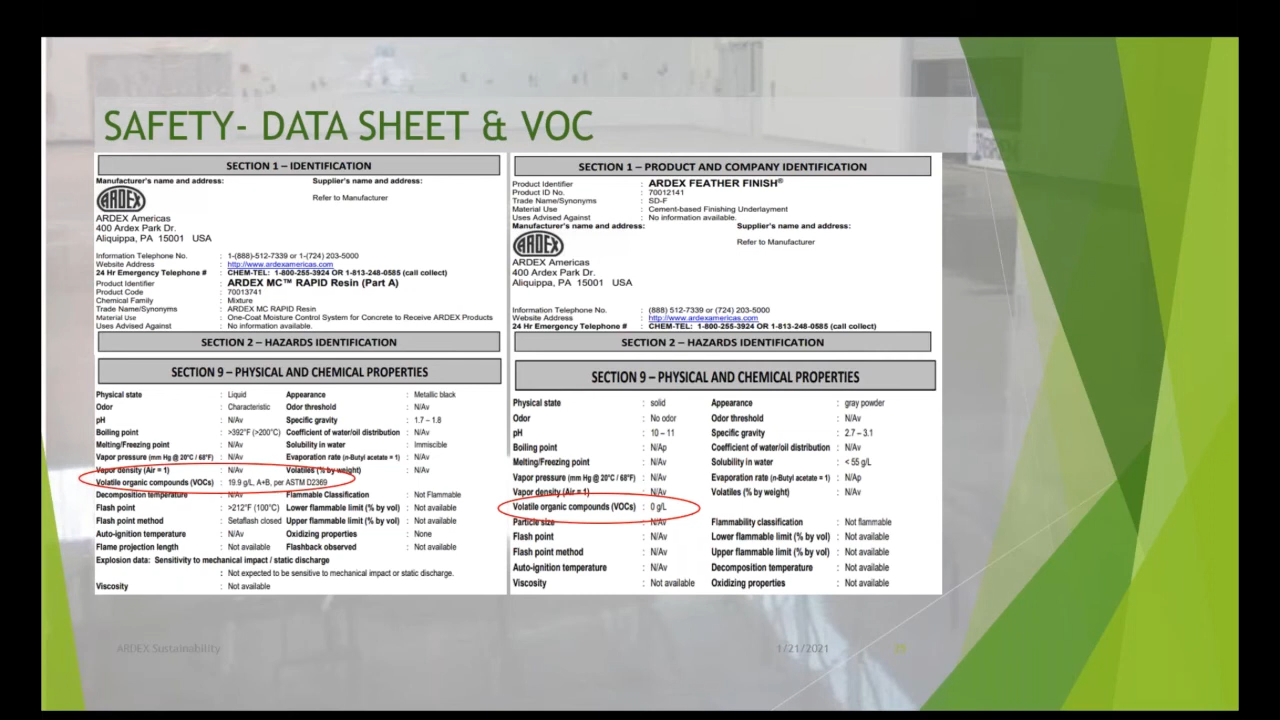 SAFETY- DATA SHEET & VOC
SECTION 1 – IDENTIFICATION
Manufacturer's name and address: Supplier's name and address:
ARDEX Refer to Manufacturer
ARDEX Americas
400 Ardex Park Dr.
Aliquippa, PA 15001 USA
Information Telephone No. : 1-(888)-512-7339 or 1-(724) 203-5000
Website Address : http://www.ardexamericas.com
24 Hr Emergency Telephone # : CHEM-TEL: 1-800-255-3924 OR 1-813-248-0585 (call collect)
Product Identifier : ARDEX MC™ RAPID Resin (Part A)
Product Code : 70013741
Chemical Family : Mixture
Trade Name/Synonyms : ARDEX MC RAPID Resin
Material Use : One-Coat Moisture Control System for Concrete to Receive ARDEX Products
Uses Advised Against : No information available.
SECTION 2 – HAZARDS IDENTIFICATION
SECTION 9 – PHYSICAL AND CHEMICAL PROPERTIES
Physical state : Liquid Appearance : Metallic black
Odor : Characteristic Odor threshold : N/Av
pH : N/Av Specific gravity : 1.7 – 1.8
Boiling point : >392°F (>200°C) Coefficient of water/oil distribution : N/Av
Melting/Freezing point : N/Av Solubility in water : Immiscible
Vapor pressure (mm Hg @ 20°C / 68°F) : N/Av Evaporation rate (n-Butyl acetate = 1) : N/Av
Vapor density (Air = 1) : N/Av Volatiles (% by weight) : N/Av
Volatile organic compounds (VOCs) : 19.9 g/L, A+B, per ASTM D2369
Decomposition temperature : N/Av Flammable Classification : Not Flammable
Flash point : >212°F (100°C) Lower flammable limit (% by vol) : Not available
Flash point method : Setaflash closed Upper flammable limit (% by vol) : Not available
Auto-ignition temperature : N/Av Oxidizing properties : None
Flame projection length : Not available Flashback observed : Not available
Explosion data: Sensitivity to mechanical impact / static discharge
: Not expected to be sensitive to mechanical impact or static discharge.
Viscosity : Not available
SECTION 1 – PRODUCT AND COMPANY IDENTIFICATION
Product Identifier : ARDEX FEATHER FINISH®
Product ID No. : 70012141
Trade Name/Synonyms : SD-F
Material Use : Cement-based Finishing Underlayment
Uses Advised Against : No information available.
Manufacturer's name and address: Supplier's name and address:
ARDEX Refer to Manufacturer
ARDEX Americas
400 Ardex Park Dr.
Aliquippa, PA 15001 USA
Information Telephone No. : (888) 512-7339 or (724) 203-5000
Website Address : http://www.ardexamericas.com
24 Hr Emergency Telephone # : CHEM-TEL: 1-800-255-3924 OR 1-813-248-0585 (call collect)
SECTION 2 – HAZARDS IDENTIFICATION
SECTION 9 – PHYSICAL AND CHEMICAL PROPERTIES
Physical state : solid Appearance : gray powder
Odor : No odor Odor threshold : N/Av
pH : 10 – 11 Specific gravity : 2.7 – 3.1
Boiling point : N/Ap Coefficient of water/oil distribution : N/Av
Melting/Freezing point : N/Av Solubility in water : < 55 g/L
Vapor pressure (mm Hg @ 20°C / 68°F) : N/Av Evaporation rate (n-Butyl acetate = 1) : N/Ap
Vapor density (Air = 1) : N/Av Volatiles (% by weight) : N/Av
Volatile organic compounds (VOCs) : 0 g/L
Particle size : N/Av Flammability classification : Not flammable
Flash point : N/Av Lower flammable limit (% by vol) : Not available
Flash point method : N/Av Upper flammable limit (% by vol) : Not available
Auto-ignition temperature : N/Av Decomposition temperature : Not available
Viscosity : Not available Oxidizing properties : Not available
ARDEX Sustainability 1/21/2021